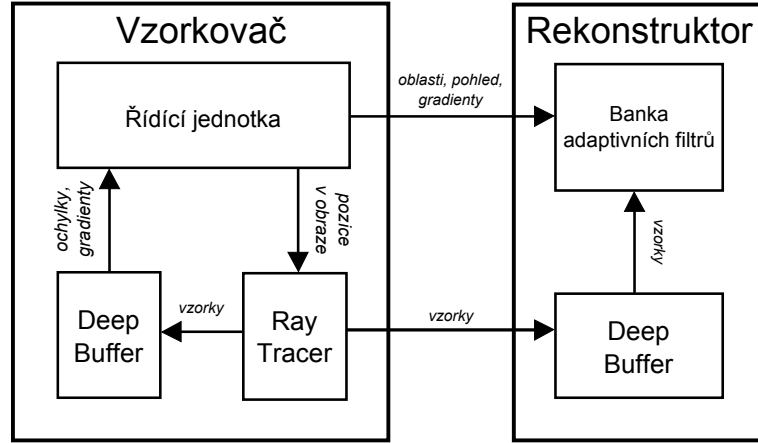 Vzorkovač
Rekonstruktor
Řídící jednotka
oblasti, pohled,
gradienty
Banka
adaptivních filtrů
ochylky,
gradienty
pozice
v obraze
vzorky
Deep
Buffer
vzorky
Ray
Tracer
vzorky
Deep
Buffer